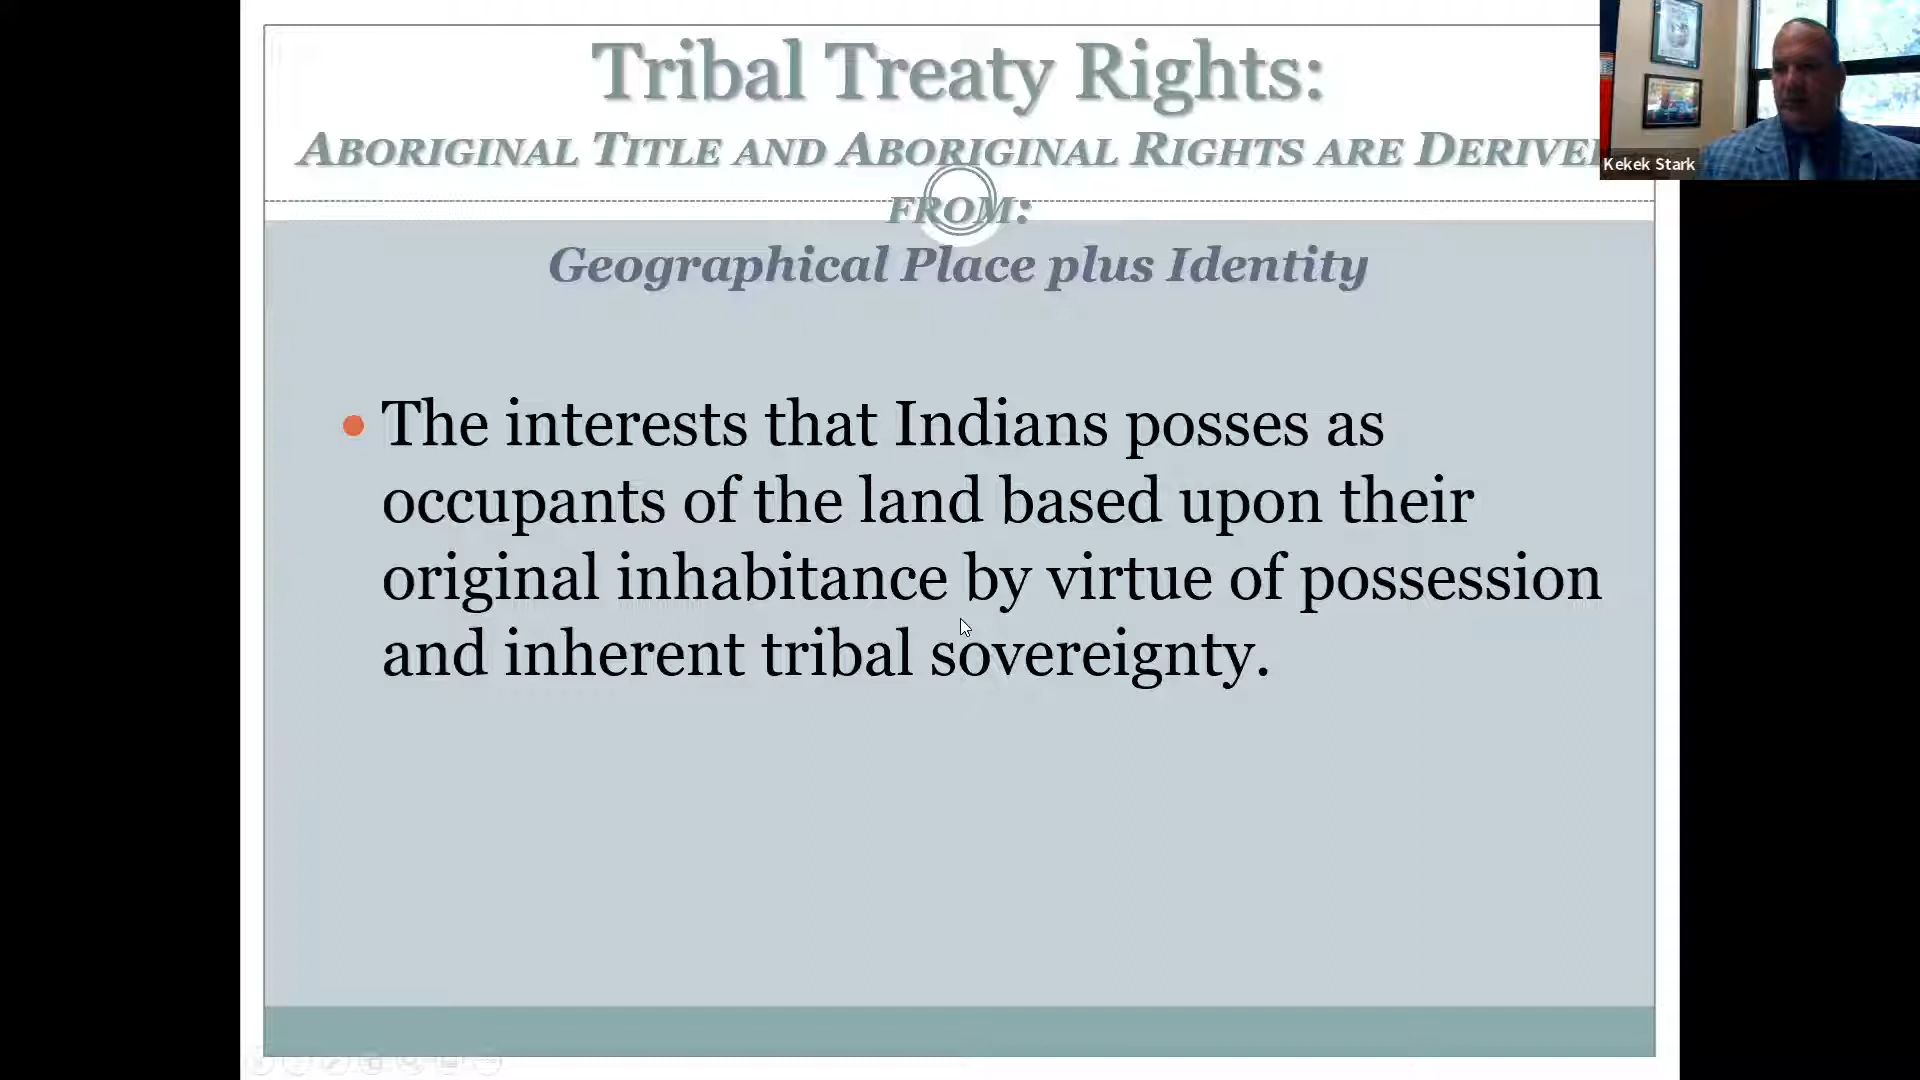 Tribal Treaty Rights:
ABORIGINAL TITLE AND ABORIGINAL RIGHTS ARE DERIVE
FROM:
Geographical Place plus Identity
• The interests that Indians posses as
occupants of the land based upon their
original inhabitance by virtue of possession
and inherent tribal sovereignty.
Kekek Stark